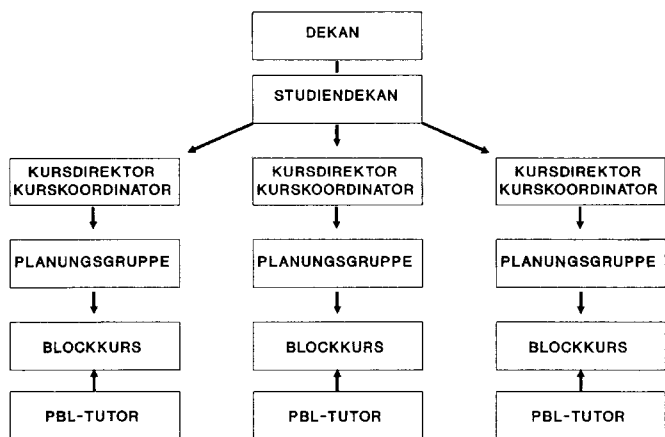 DEKAN
STUDIENDEKAN
KURSDIREKTOR
KURSKOORDINATOR
KURSDIREKTOR
KURSKOORDINATOR
KURSDIREKTOR
KURSKOORDINATOR
PLANUNGSGRUPPE
PLANUNGSGRUPPE
PLANUNGSGRUPPE
BLOCKKURS
BLOCKKURS
BLOCKKURS
PBL-TUTOR
PBL-TUTOR
PBL-TUTOR